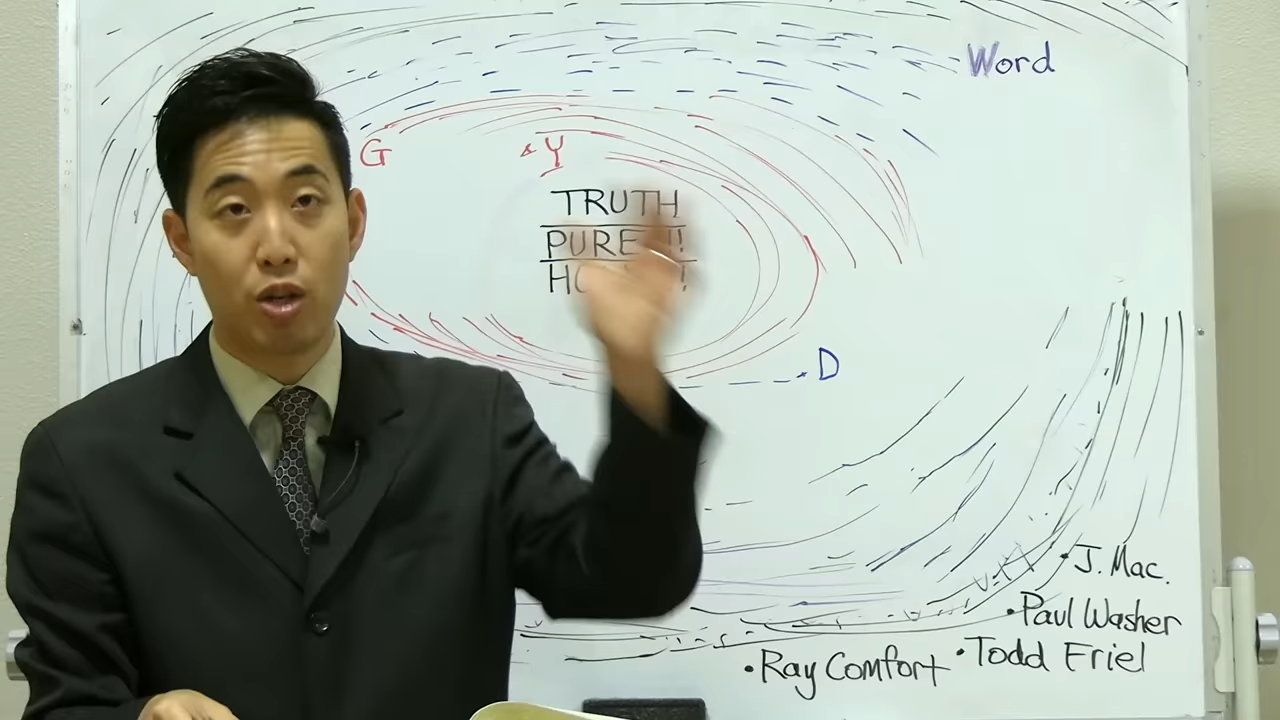 Word
G
Y
TRUTH
PURE
D
J. Mac.
Paul Washer
Todd Friel
Ray Comfort